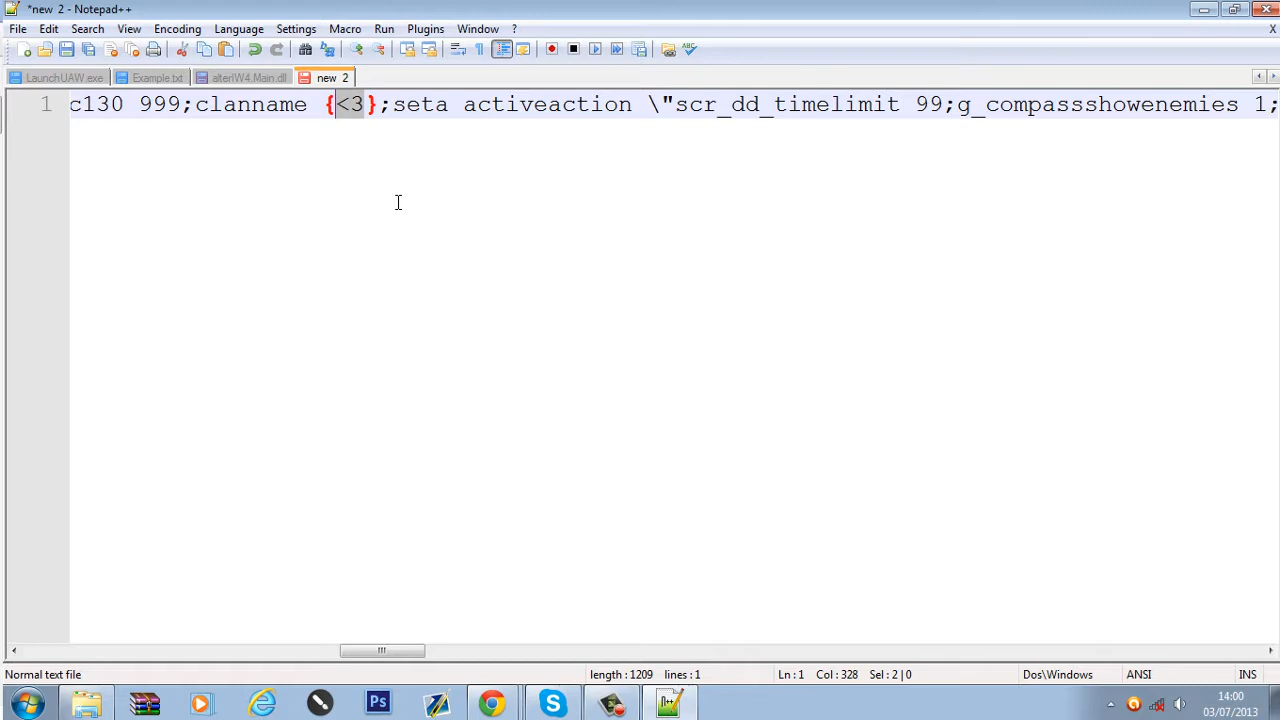 *new 2 - Notepad++
File Edit Search View Encoding Language Settings Macro Run Plugins Window ? X
LaunchUAW.exe Example.txt alterIW4.Main.dll new 2
1 c130 999;clanname {<3};seta activeaction \"scr_dd_timelimit 99;g_compassshowenemies 1;
Normal text file length : 1209 lines : 1 Ln : 1 Col : 328 Sel : 2 | 0 Dos\Windows ANSI INS
Ps
14:00
03/07/2013